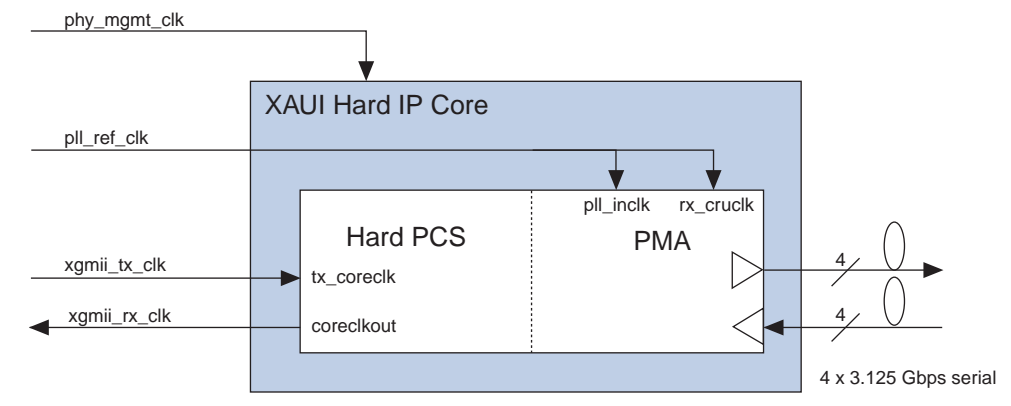 phy_mgmt_clk
XAUI Hard IP Core
pll_ref_clk
pll_inclk rx_cruclk
Hard PCS PMA
xgmii_tx_clk
tx_coreclk
4
xgmii_rx_clk
coreclkout
4
4 x 3.125 Gbps serial